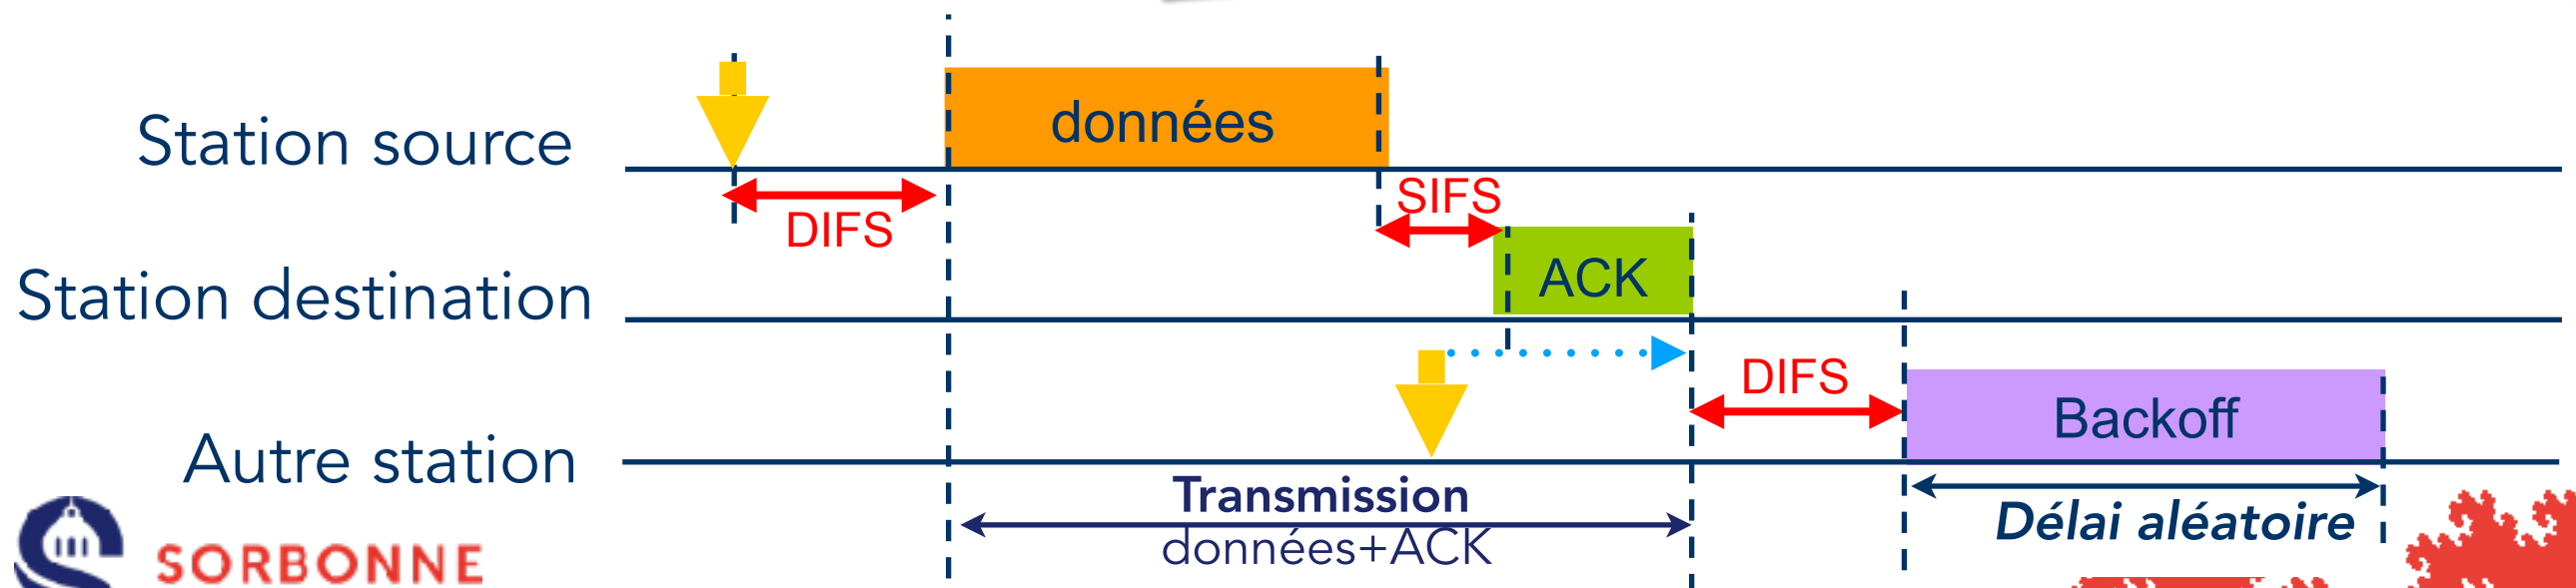 Station source
données
DIFS
SIFS
Station destination
ACK
DIFS
Autre station
Backoff
Transmission
données+ACK
Délai aléatoire
SORBONNE